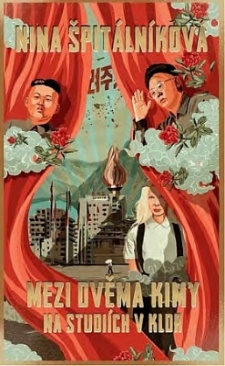 NINA ŠPITÁLNÍKOVÁ
MEZI DVĚMA KIMY
NA STUDIÍCH V KLDR